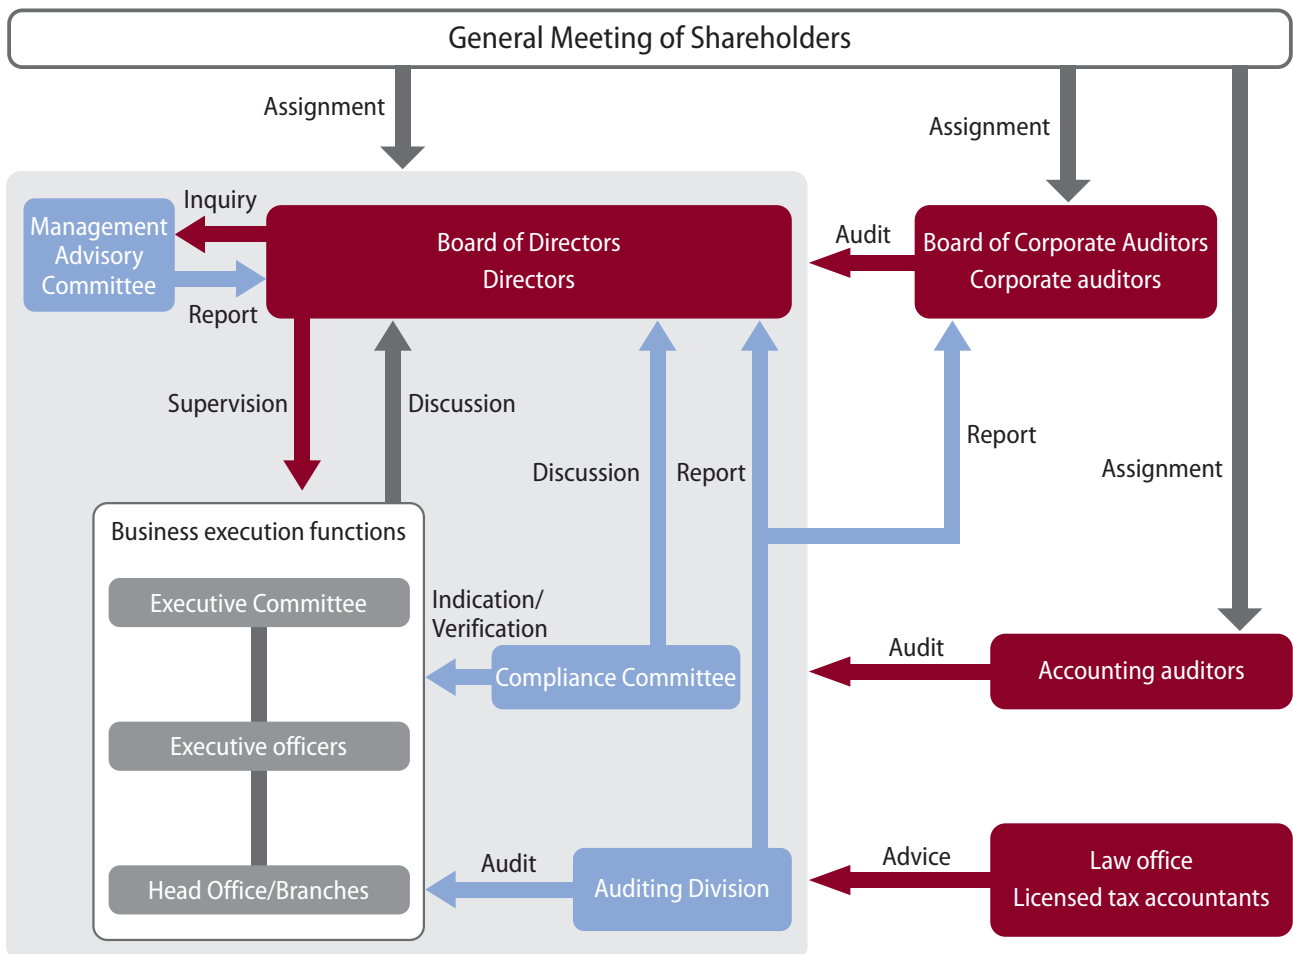 General Meeting of Shareholders
Assignment
Assignment
Inquiry
Management
Advisory
Committee
Report
Board of Directors
Directors
Audit
Board of Corporate Auditors
Corporate auditors
Supervision
Discussion
Discussion
Report
Report
Assignment
Business execution functions
Executive Committee
Indication/
Verification
Compliance Committee
Audit
Accounting auditors
Executive officers
Head Office/Branches
Audit
Auditing Division
Advice
Law office
Licensed tax accountants